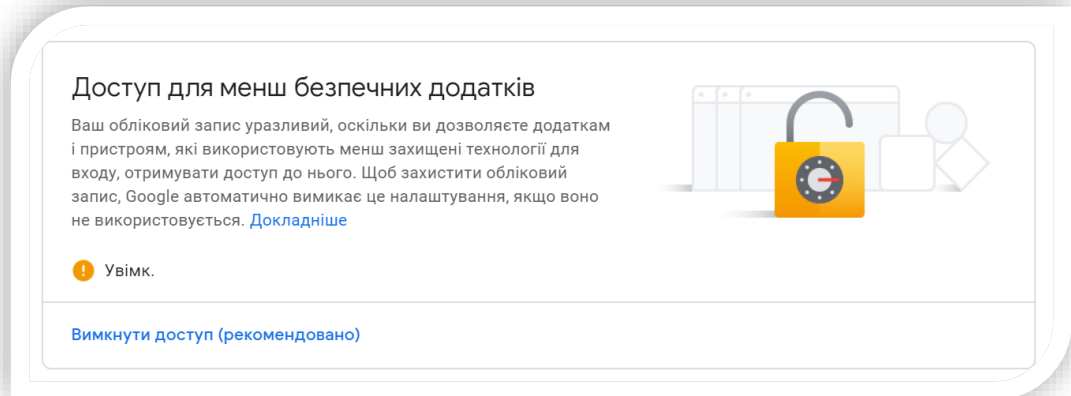 Доступ для менш безпечних додатків
Ваш обліковий запис уразливий, оскільки ви дозволяєте додаткам
і пристроям, які використовують менш захищені технології для
входу, отримувати доступ до нього. Щоб захистити обліковий
запис, Google автоматично вимикає це налаштування, якщо воно
не використовується. Докладніше
Увімк.
Вимкнути доступ (рекомендовано)